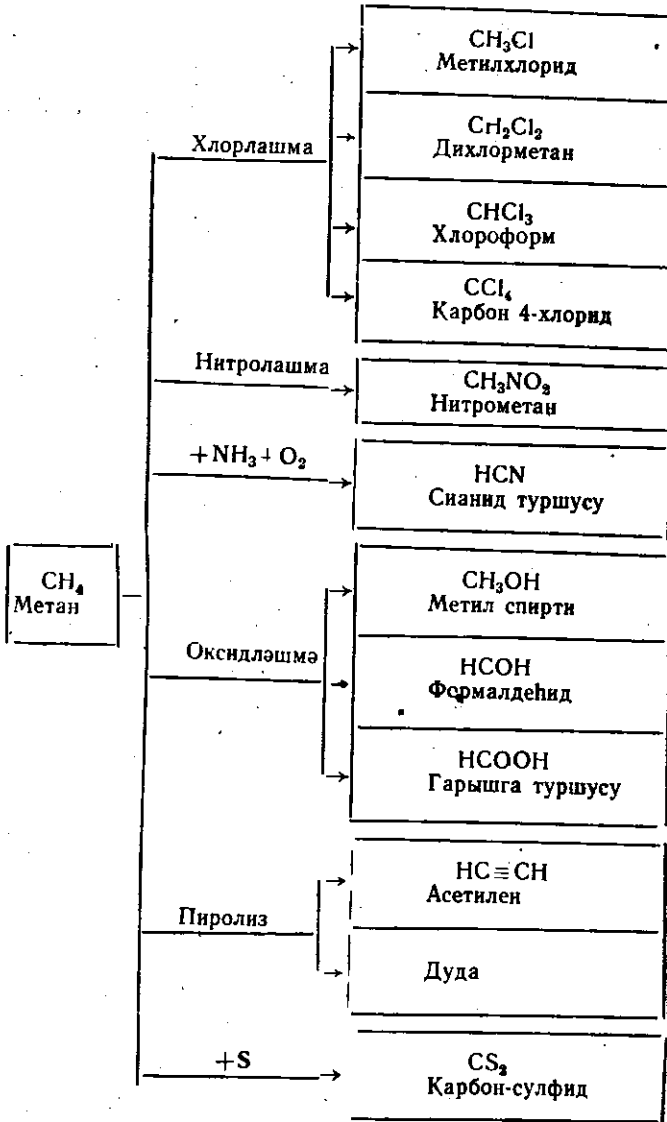 CH₃Cl
Метилхлорид
CH₂Cl₂
Хлорлашма
Дихлорметан
CHCl₃
Хлороформ
CCl₄
Карбон 4-хлорид
Нитролашма
CH₃NO₂
Нитрометан
+NH₃+O₂
HCN
Сианид туршусу
CH₄
Метан
CH₃OH
Метил спирти
Оксидләшмә
HCOH
Формалдеһид
HCOOH
Гарышга туршусу
HC≡CH
Асетилен
Пиролиз
Дуда
+S
CS₂
Карбон-сулфид